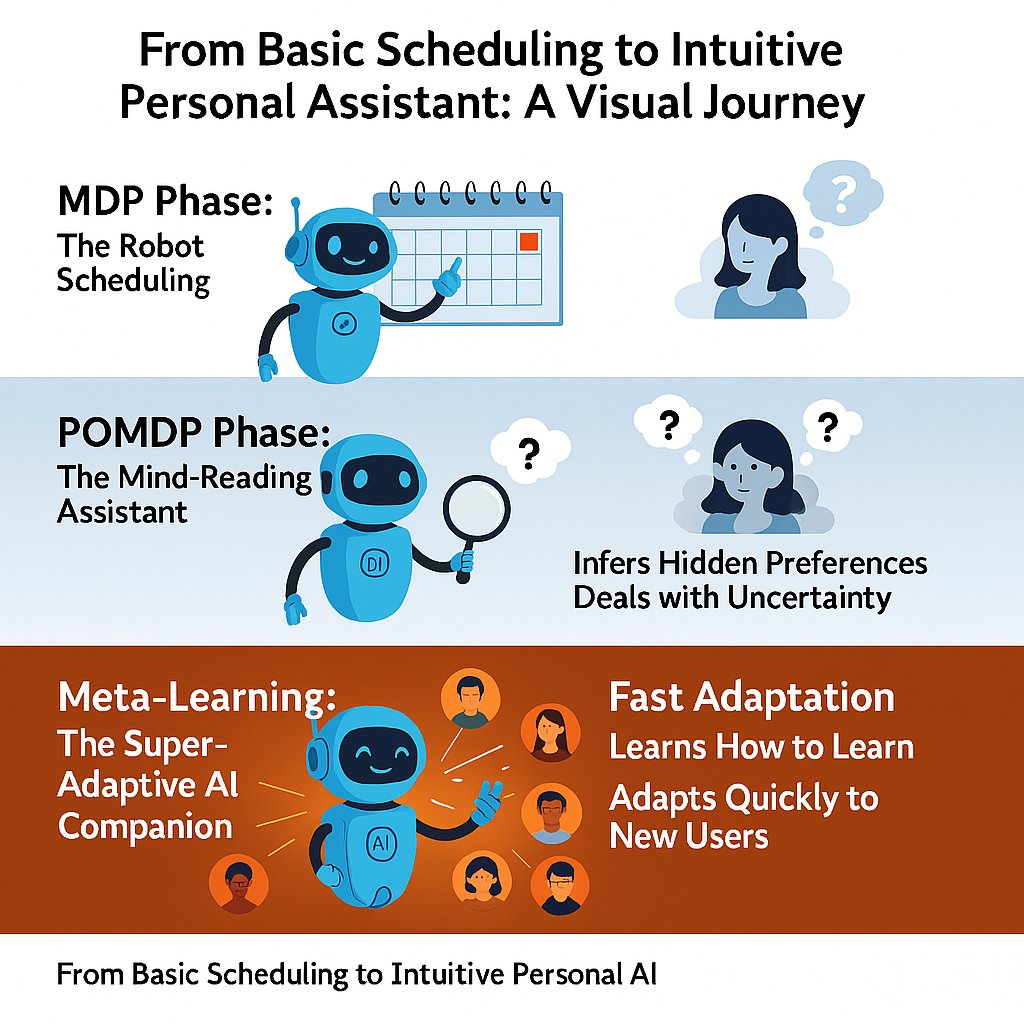 From Basic Scheduling to Intuitive
Personal Assistant: A Visual Journey
MDP Phase:
The Robot
Scheduling
?
POMDP Phase:
The Mind-Reading
Assistant
?
?
?
DI
Infers Hidden Preferences
Deals with Uncertainty
Meta-Learning:
The Super-
Adaptive AI
Companion
AI
Fast Adaptation
Learns How to Learn
Adapts Quickly to
New Users
From Basic Scheduling to Intuitive Personal AI